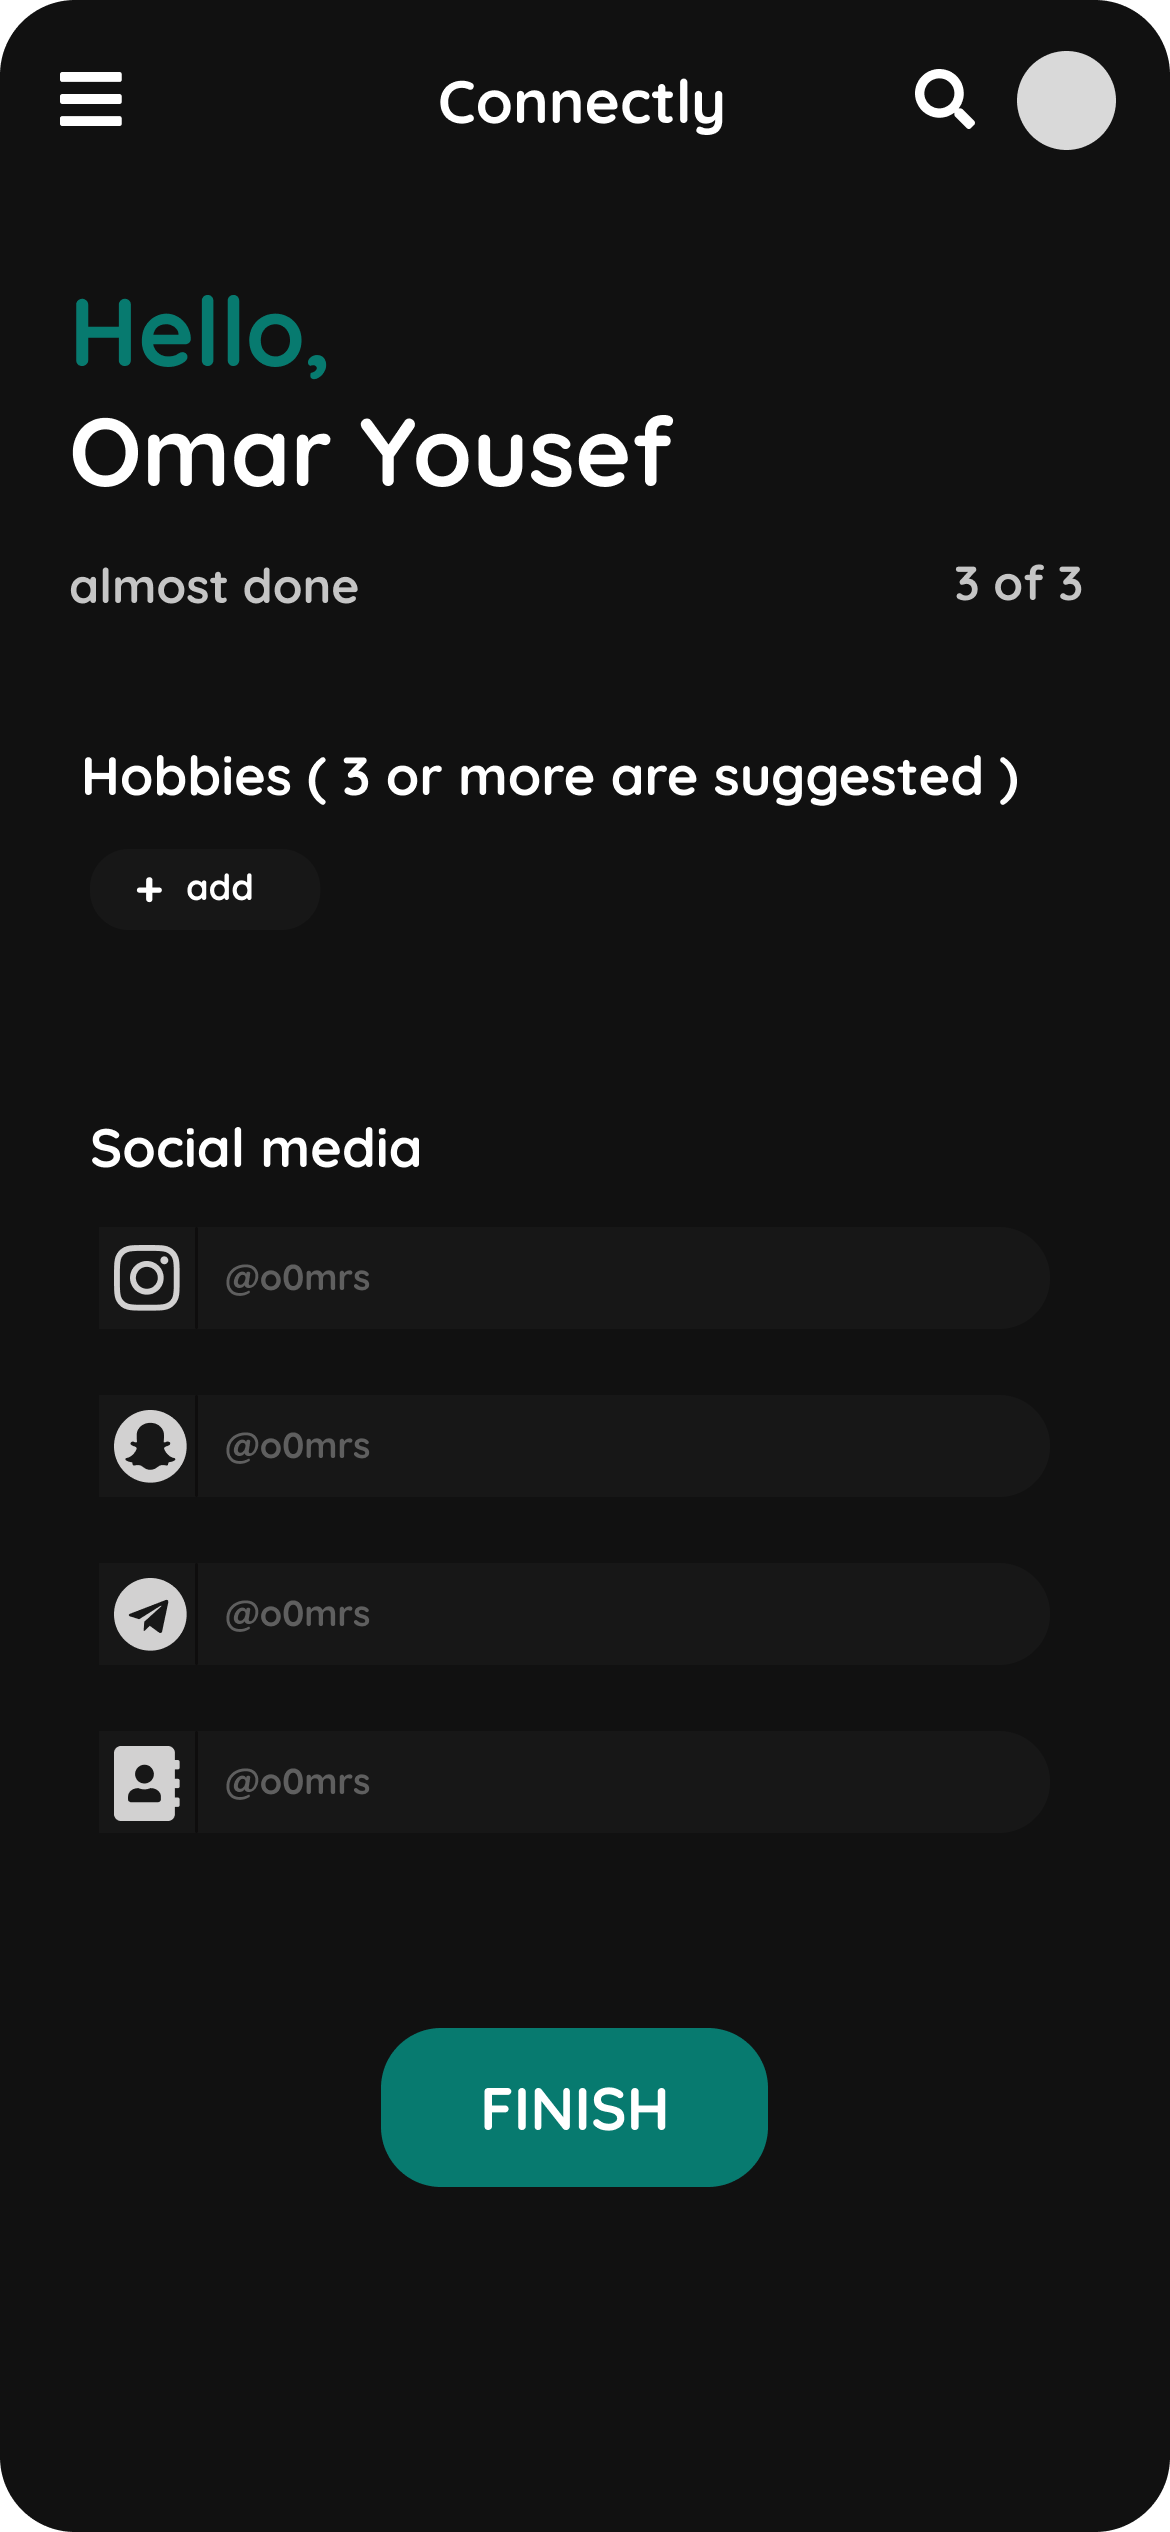 Connectly
Hello,
Omar Yousef
almost done
3 of 3
Hobbies ( 3 or more are suggested )
+ add
Social media
@o0mrs
@o0mrs
@o0mrs
@o0mrs
FINISH